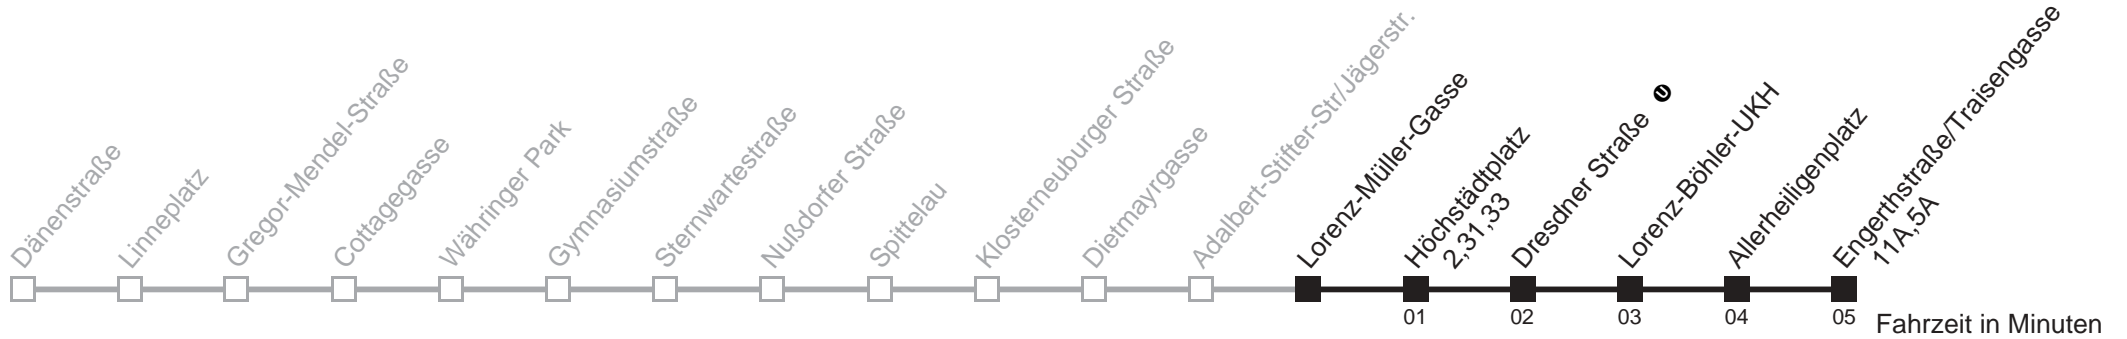 Dänenstraße
Linneplatz
Gregor-Mendel-Straße
Cottagegasse
Währinger Park
Gymnasiumstraße
Sternwartestraße
Nußdorfer Straße
Spittelau
Klosterneuburger Straße
Dietmayrgasse
Adalbert-Stifter-Str/Jägerstr.
Lorenz-Müller-Gasse
Höchstädtplatz
2,31,33
Dresdner Straße U
Lorenz-Böhler-UKH
Allerheiligenplatz
Engerthstraße/Traisengasse
11A,5A
01
02
03
04
05
Fahrzeit in Minuten